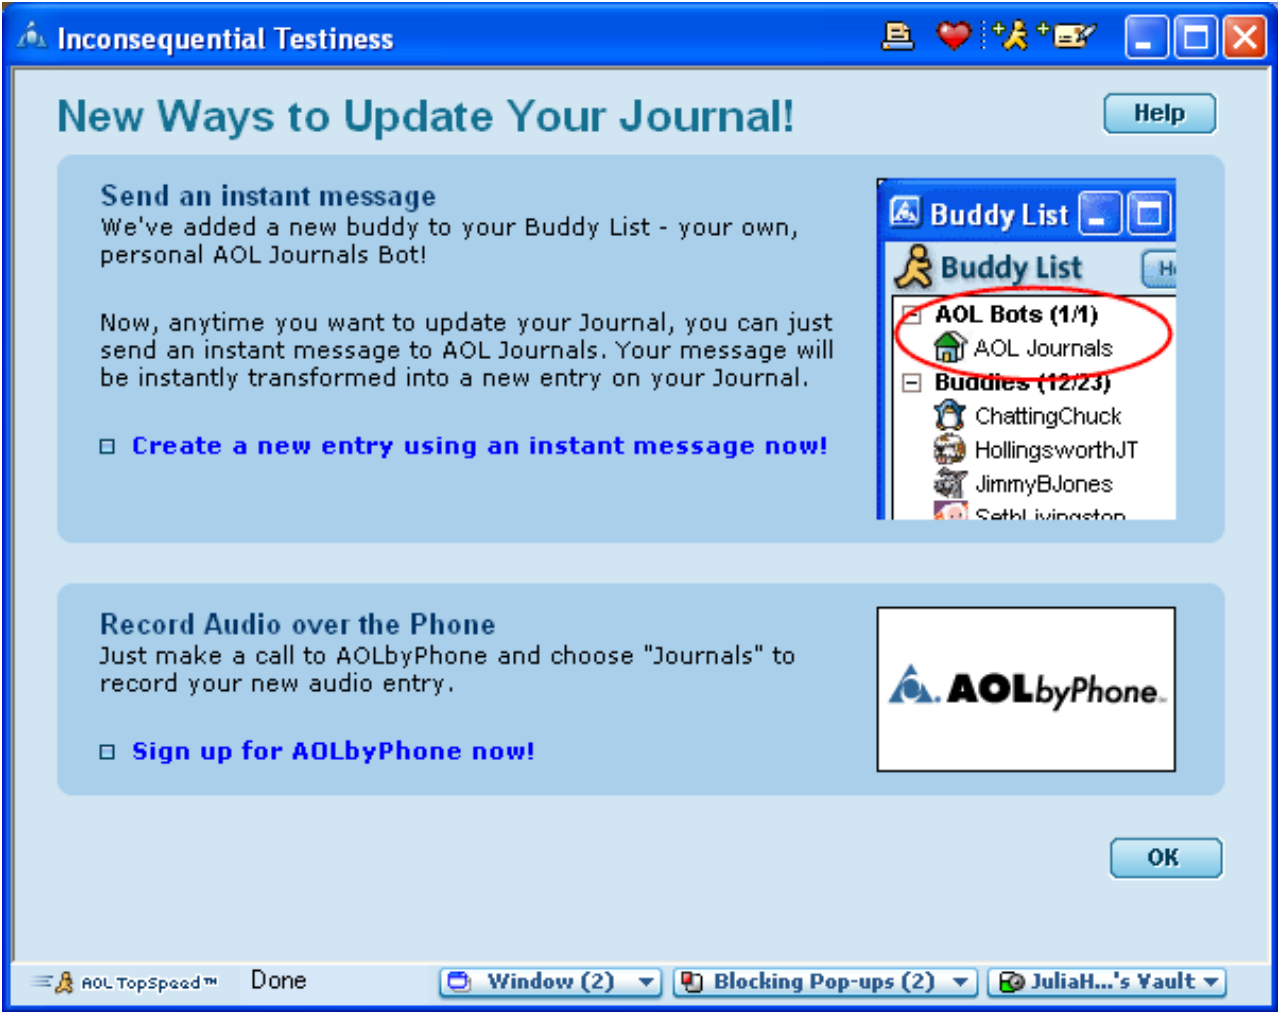 Inconsequential Testiness
New Ways to Update Your Journal!
Help
Send an instant message
We've added a new buddy to your Buddy List - your own,
personal AOL Journals Bot!
Now, anytime you want to update your Journal, you can just
send an instant message to AOL Journals. Your message will
be instantly transformed into a new entry on your Journal.
Create a new entry using an instant message now!
Buddy List
Buddy List
AOL Bots (1/1)
AOL Journals
Buddies (12/23)
ChattingChuck
HollingsworthJT
JimmyBJones
SethLivingston
Record Audio over the Phone
Just make a call to AOLbyPhone and choose "Journals" to
record your new audio entry.
Sign up for AOLbyPhone now!
AOLbyPhone
OK
AOL TopSpeed™ Done Window (2) Blocking Pop-ups (2) JuliaH...'s Vault